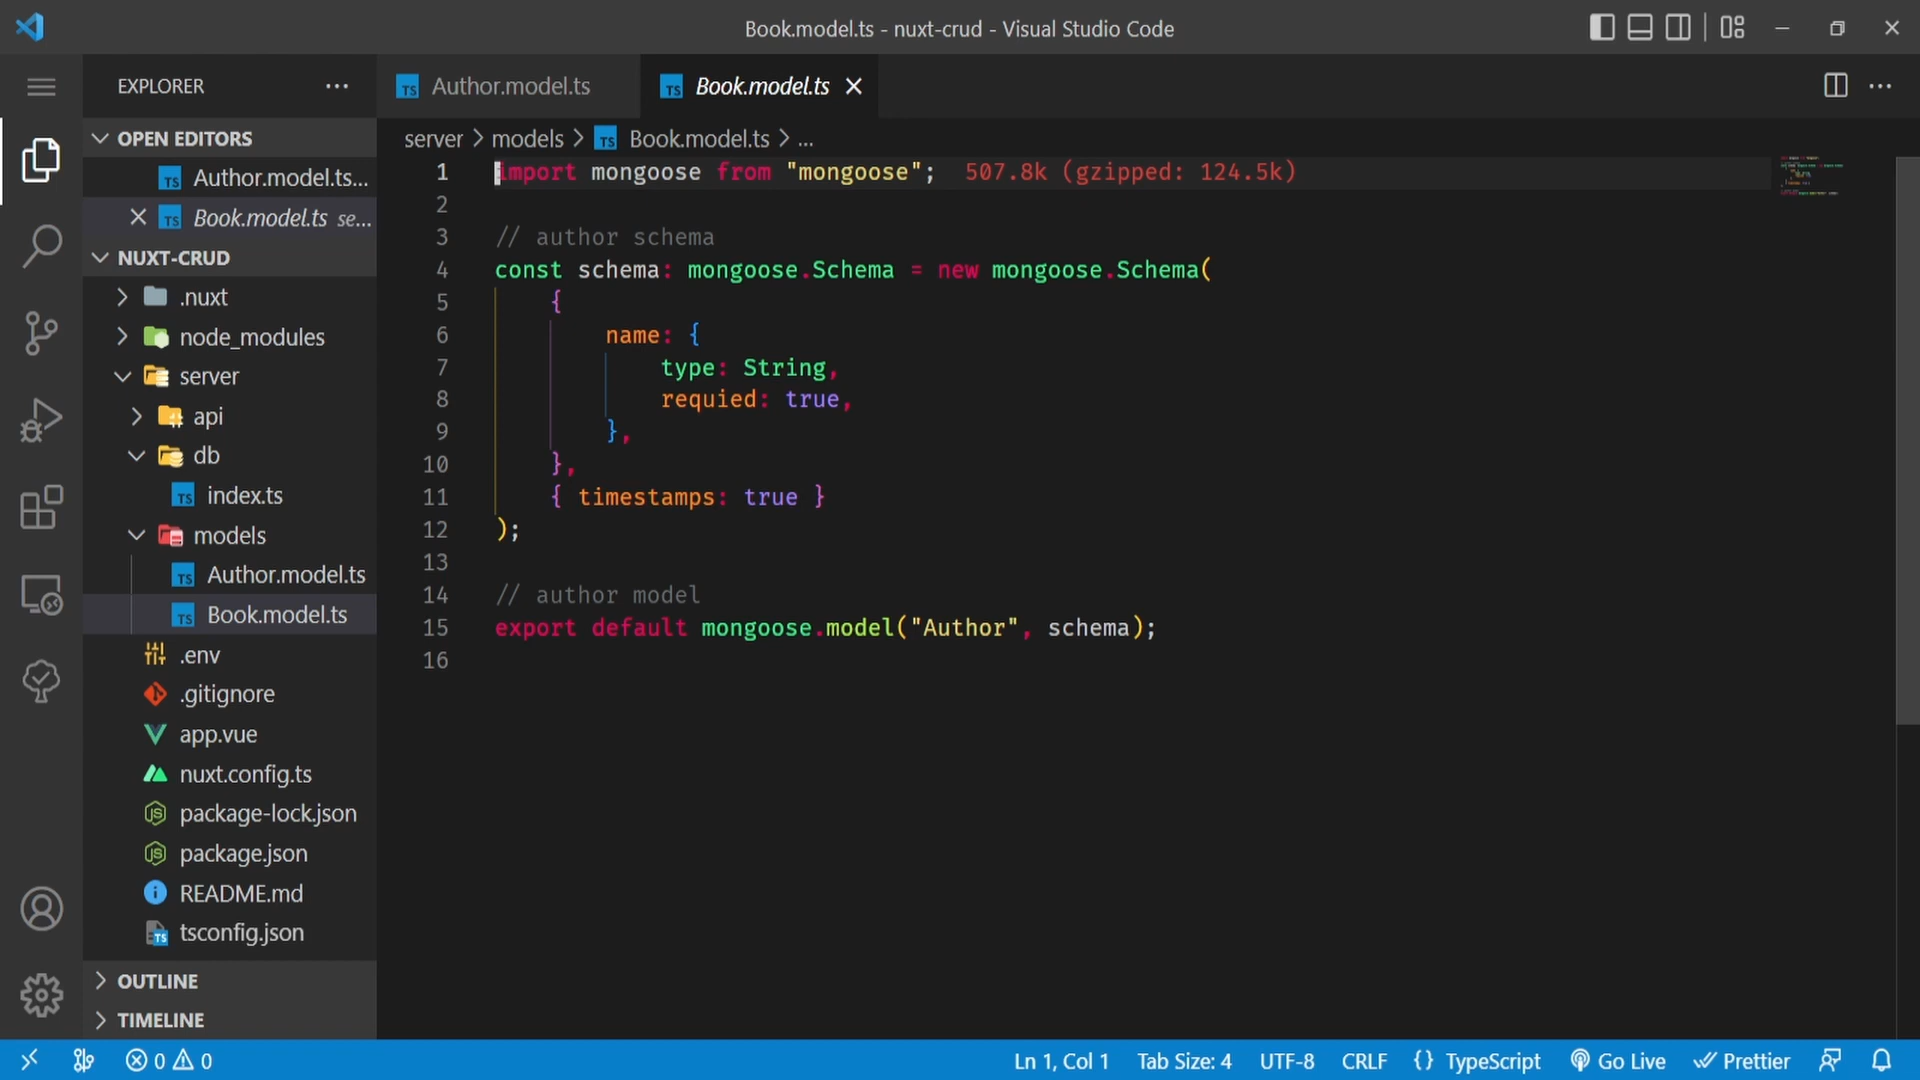 Book.model.ts - nuxt-crud - Visual Studio Code
EXPLORER
Author.model.ts
Book.model.ts
OPEN EDITORS
Author.model.ts...
Book.model.ts se...
NUXT-CRUD
.nuxt
node_modules
server
api
db
index.ts
models
Author.model.ts
Book.model.ts
.env
.gitignore
app.vue
nuxt.config.ts
package-lock.json
package.json
README.md
tsconfig.json
OUTLINE
TIMELINE
server > models > TS Book.model.ts > ...
1 import mongoose from "mongoose"; 507.8k (gzipped: 124.5k)
2
3 // author schema
4 const schema: mongoose.Schema = new mongoose.Schema(
5 {
6 name: {
7 type: String,
8 requied: true,
9 },
10 },
11 { timestamps: true }
12 );
13
14 // author model
15 export default mongoose.model("Author", schema);
16
0 0
Ln 1, Col 1
Tab Size: 4
UTF-8
CRLF
{} TypeScript
Go Live
Prettier